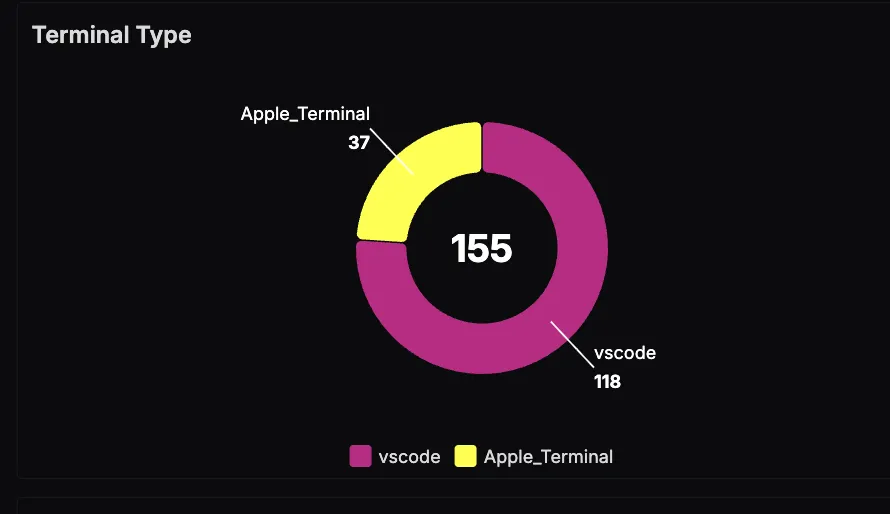 Terminal Type
Apple_Terminal
37
155
vscode
118
vscode Apple_Terminal